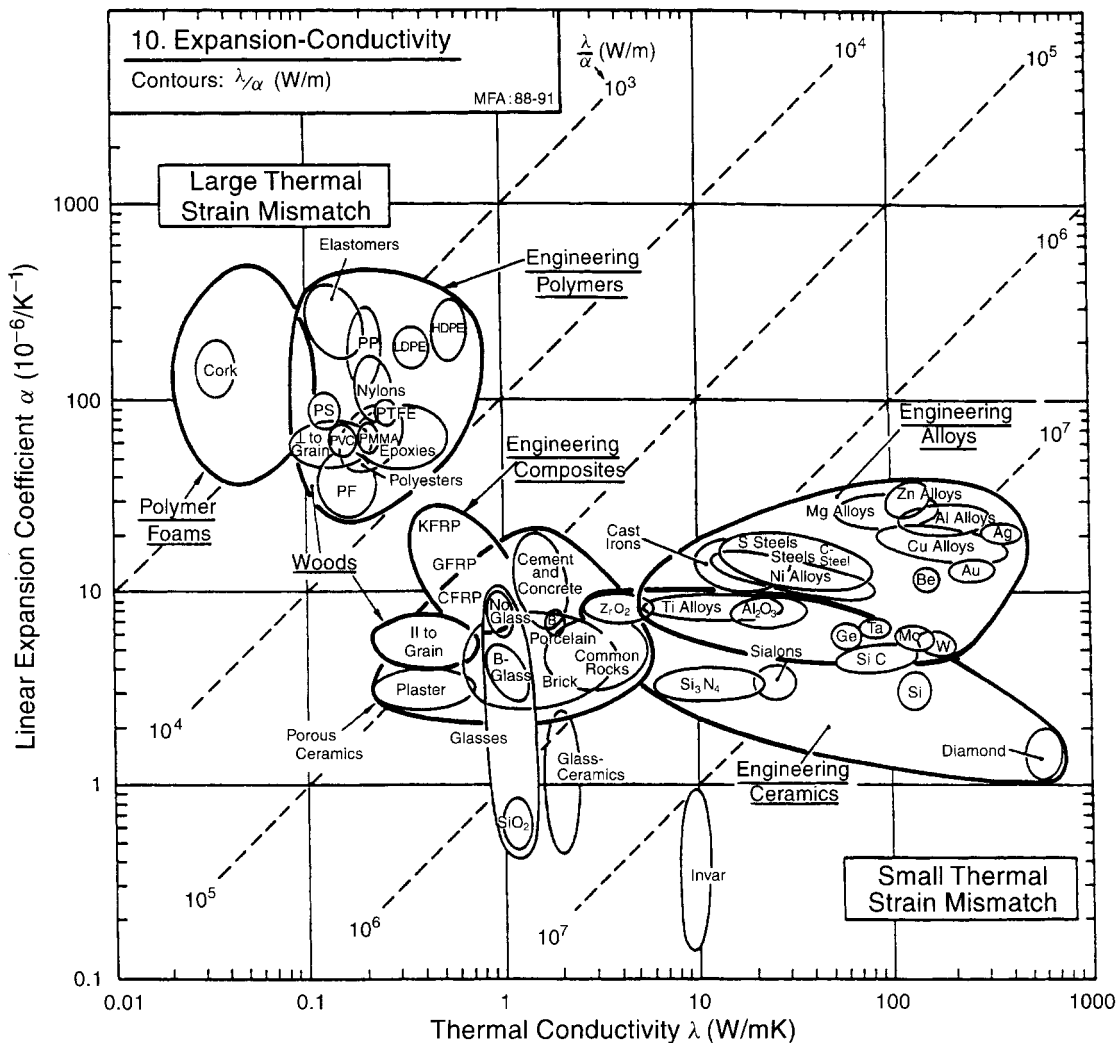 10. Expansion-Conductivity
Contours: λ/α (W/m)
MFA:88-91
λ/α (W/m)
10³
10⁴
10⁵
10⁶
10⁷
Large Thermal
Strain Mismatch
Elastomers
Engineering
Polymers
Cork
PP
LDPE
HDPE
Nylons
PS
PTFE
⊥ to
Grain
PVC
PMMA
Epoxies
Polyesters
PF
Polymer
Foams
Woods
Engineering
Composites
Engineering
Alloys
KFRP
GFRP
CFRP
Cement
and
Concrete
Cast
Irons
Mg Alloys
Zn Alloys
Al Alloys
Ag
S Steels
Steels
C-
Steel
Ni Alloys
Cu Alloys
Au
Be
Na
Glass
B
ZrO₂
Ti Alloys
Al₂O₃
Ta
Ge
Mo
W
II to
Grain
Porcelain
Common
Rocks
B-
Glass
Brick
Sialons
Si C
Si₃N₄
Si
Plaster
Porous
Ceramics
Glasses
Glass-
Ceramics
Engineering
Ceramics
Diamond
SiO₂
Invar
Small Thermal
Strain Mismatch
10⁴
10⁵
10⁶
10⁷
Linear Expansion Coefficient α (10⁻⁶/K⁻¹)
1000
100
10
1
0.1
0.01
0.1
1
10
100
1000
Thermal Conductivity λ (W/mK)